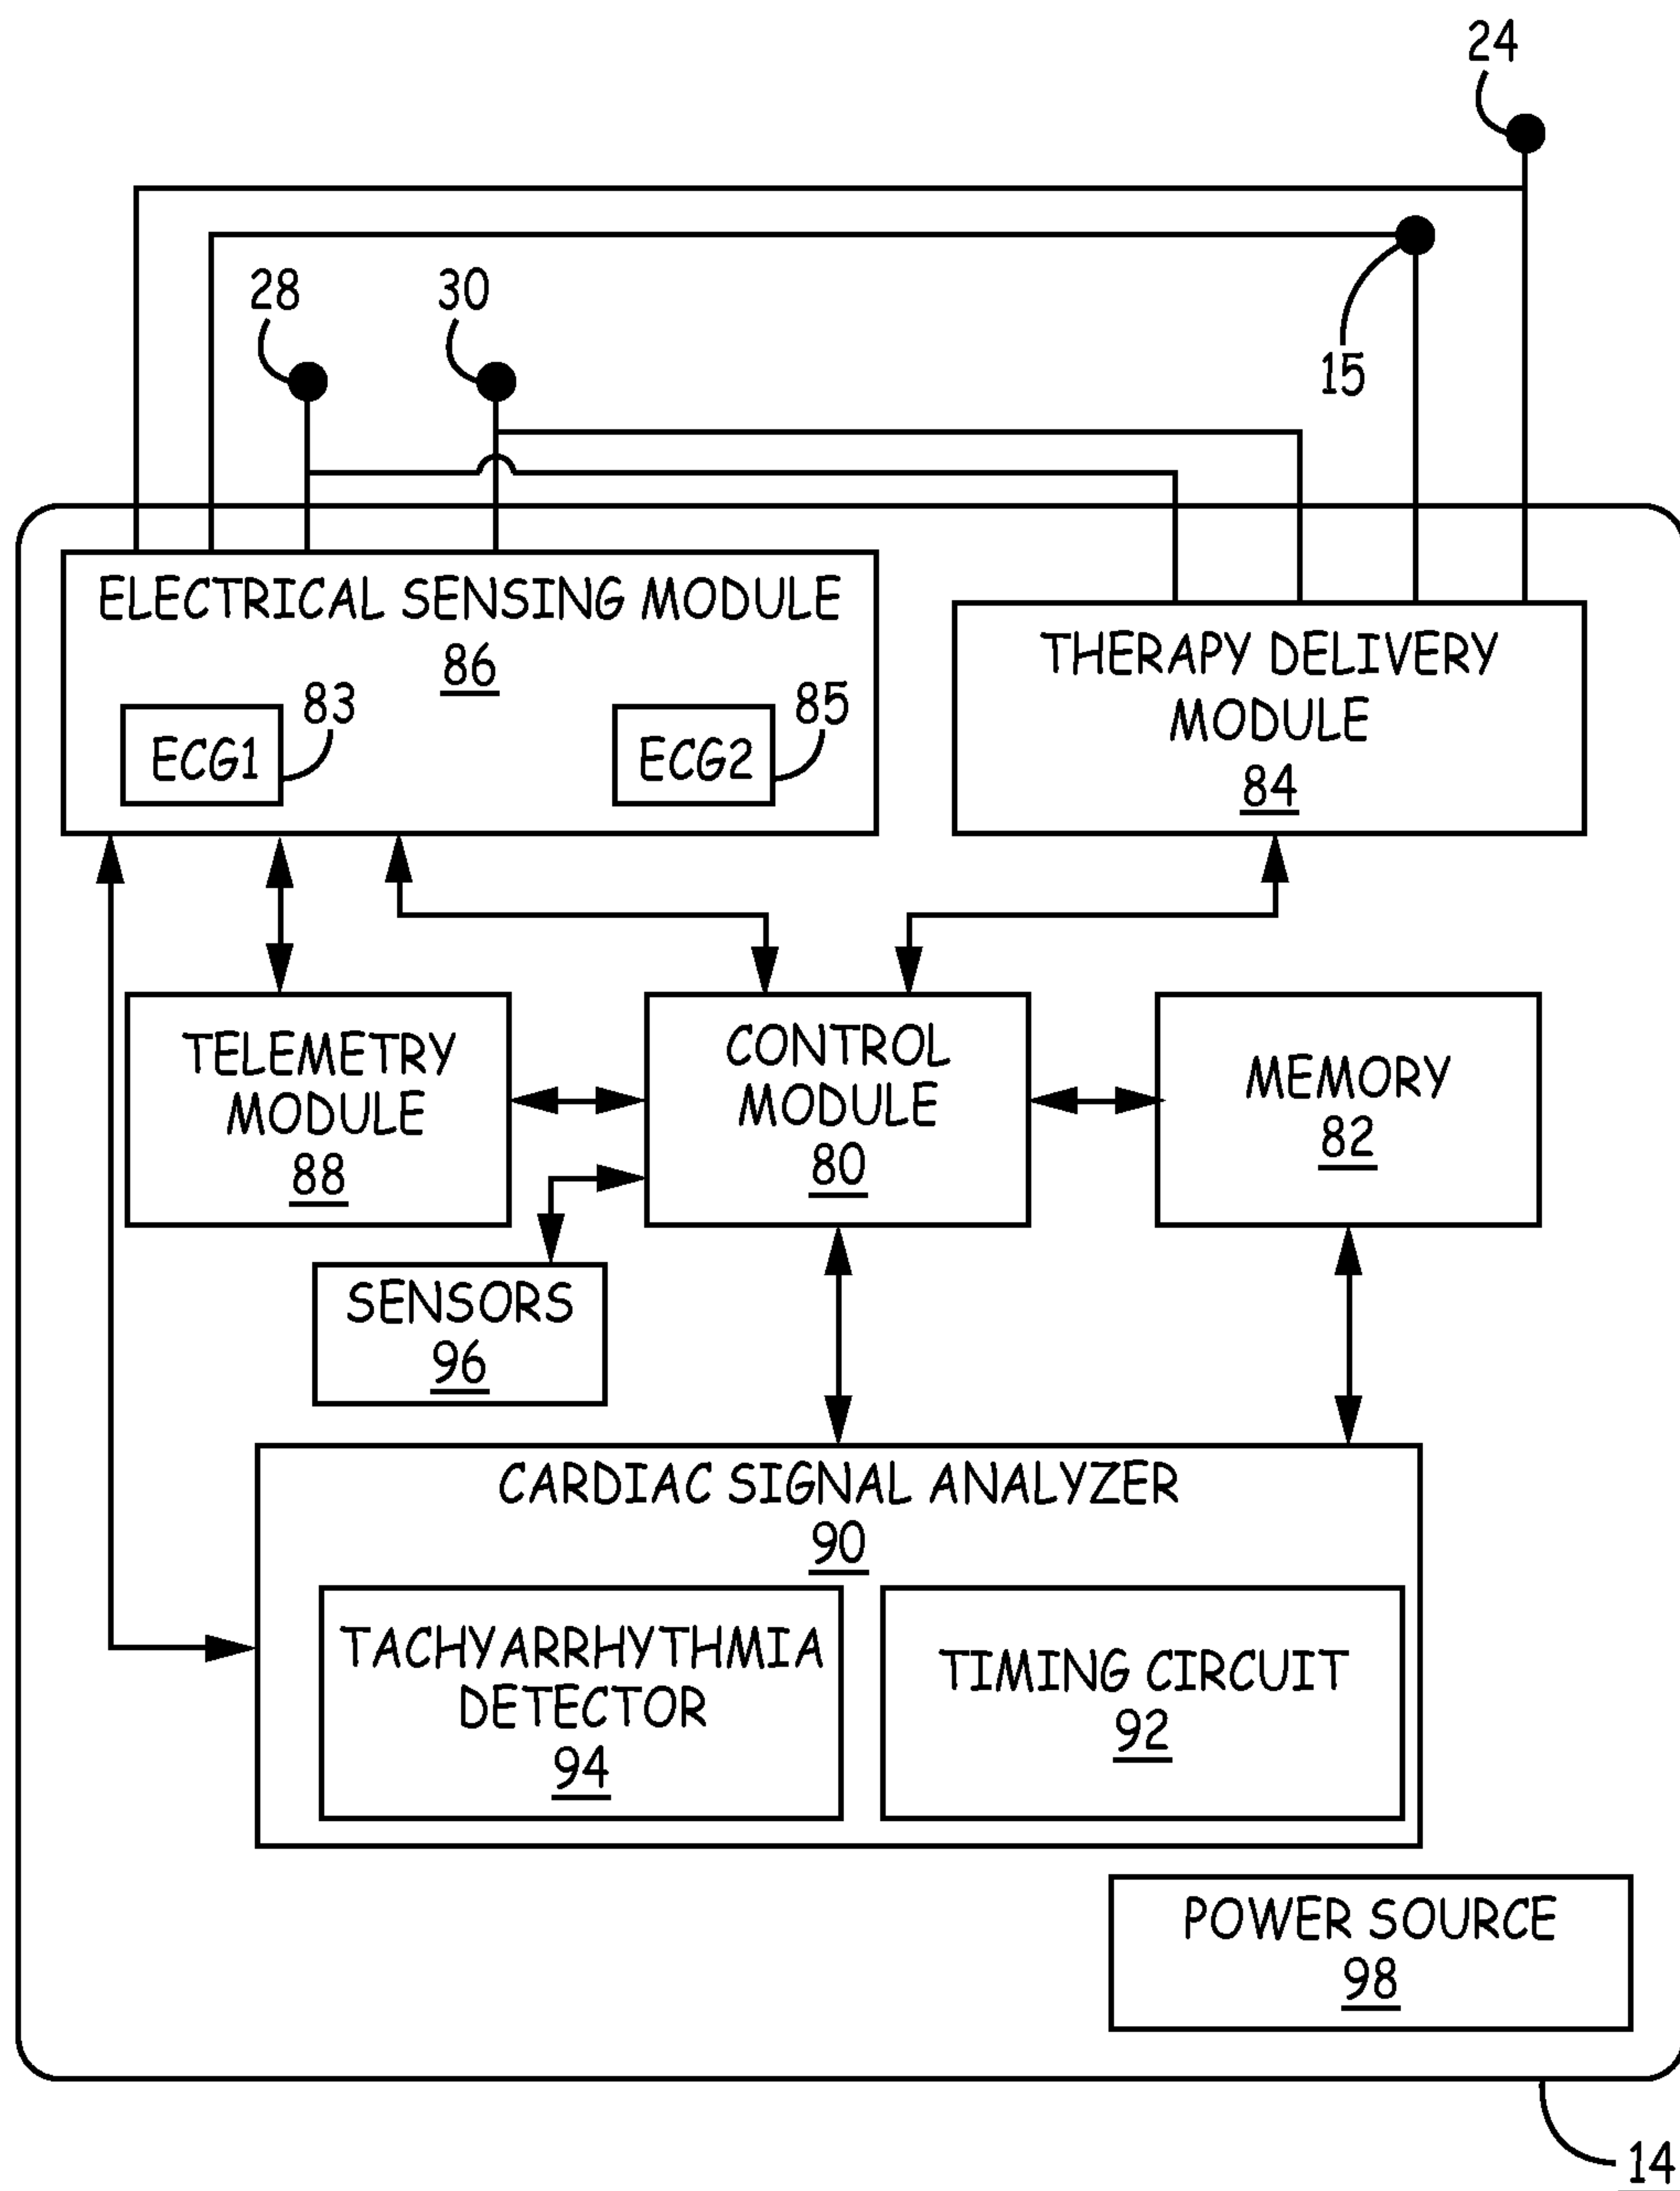 24
28
30
15
ELECTRICAL SENSING MODULE
86
83
85
ECG1
ECG2
THERAPY DELIVERY
MODULE
84
TELEMETRY
MODULE
88
CONTROL
MODULE
80
MEMORY
82
SENSORS
96
CARDIAC SIGNAL ANALYZER
90
TACHYARRHYTHMIA
DETECTOR
94
TIMING CIRCUIT
92
POWER SOURCE
98
14